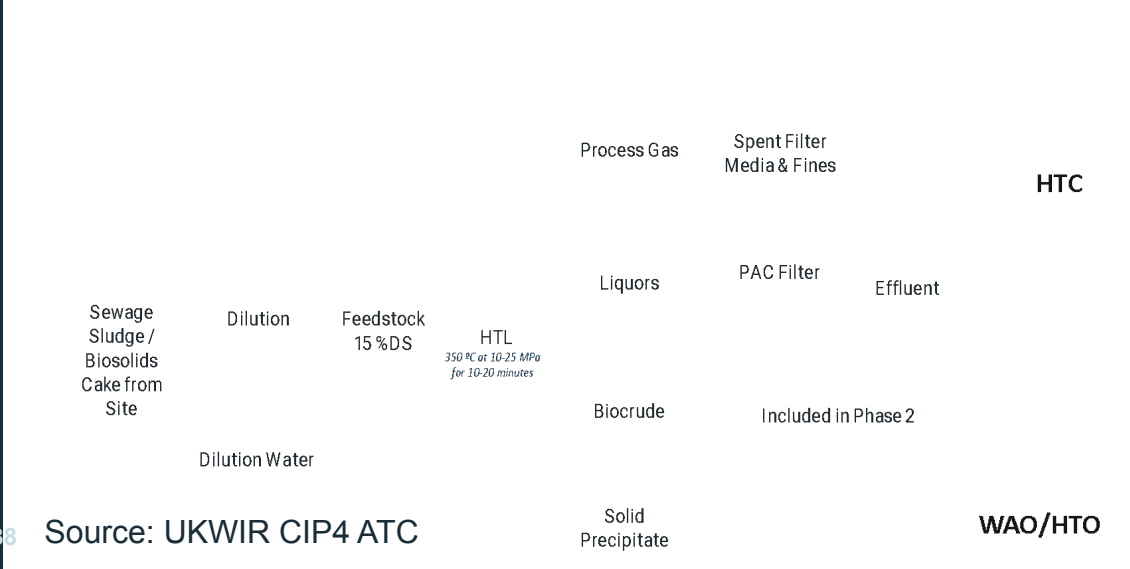 Process Gas
Spent Filter
Media & Fines
HTC
Liquors
PAC Filter
Effluent
Sewage
Sludge /
Biosolids
Cake from
Site
Dilution
Feedstock
15 %DS
HTL
350 ºC at 10-25 MPa
for 10-20 minutes
Biocrude
Included in Phase 2
Dilution Water
Solid
Precipitate
WAO/HTO
Source: UKWIR CIP4 ATC